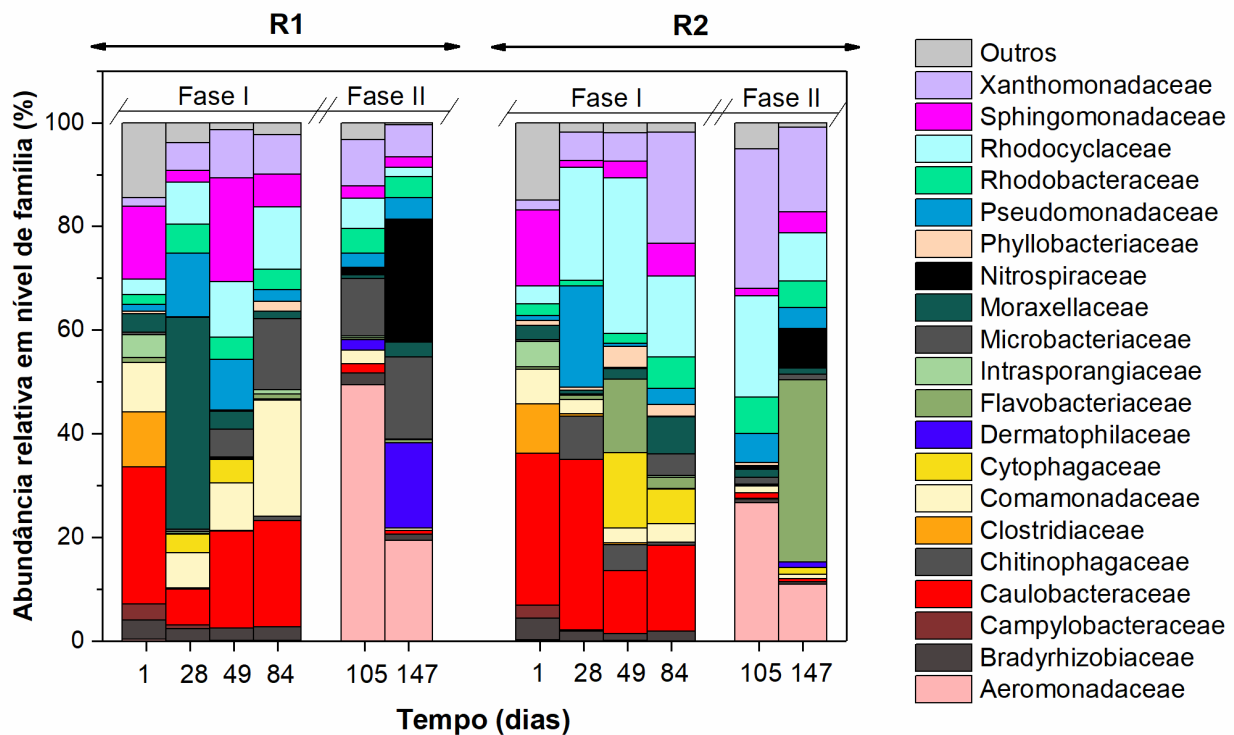 R1
R2
Fase I
Fase II
Fase I
Fase II
Abundância relativa em nível de família (%)
100
80
60
40
20
0
1
28
49
84
105
147
1
28
49
84
105
147
Tempo (dias)
Outros
Xanthomonadaceae
Sphingomonadaceae
Rhodocyclaceae
Rhodobacteraceae
Pseudomonadaceae
Phyllobacteriaceae
Nitrospiraceae
Moraxellaceae
Microbacteriaceae
Intrasporangiaceae
Flavobacteriaceae
Dermatophilaceae
Cytophagaceae
Comamonadaceae
Clostridiaceae
Chitinophagaceae
Caulobacteraceae
Campylobacteraceae
Bradyrhizobiaceae
Aeromonadaceae